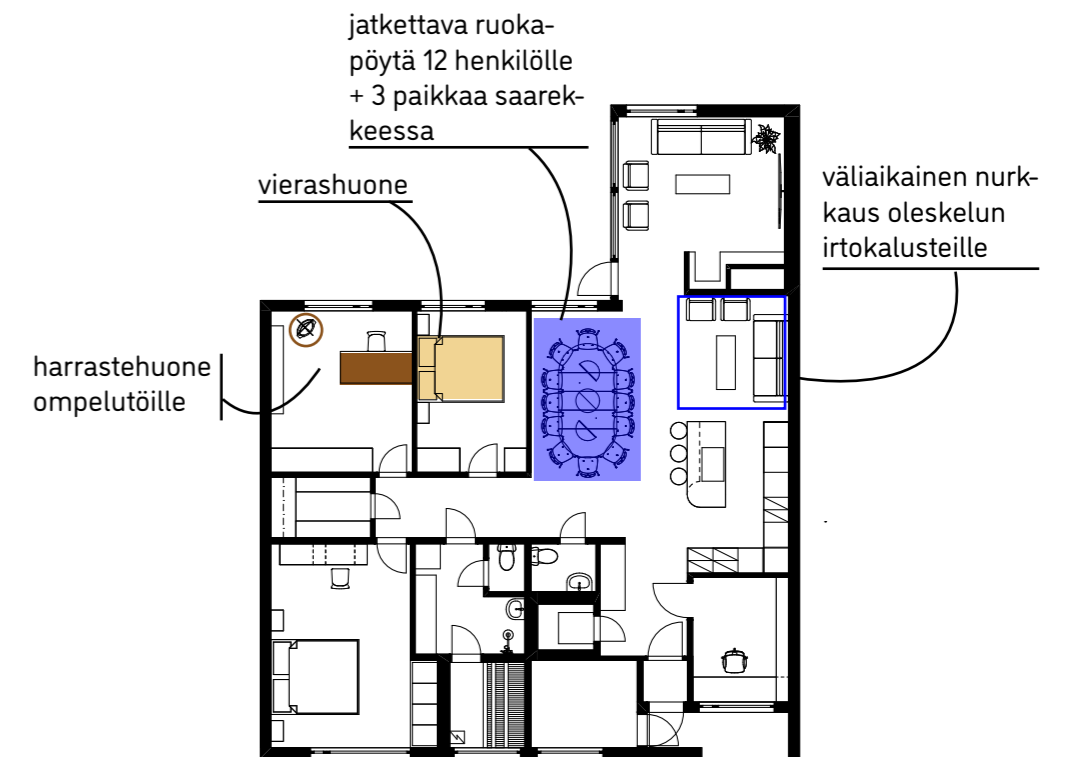 jatkettava ruoka-
pöytä 12 henkilölle
+ 3 paikkaa saarek-
keessa
vierashuone
väliaikainen nurk-
kaus oleskelun
irtokalusteille
harrastehuone
ompelutöille